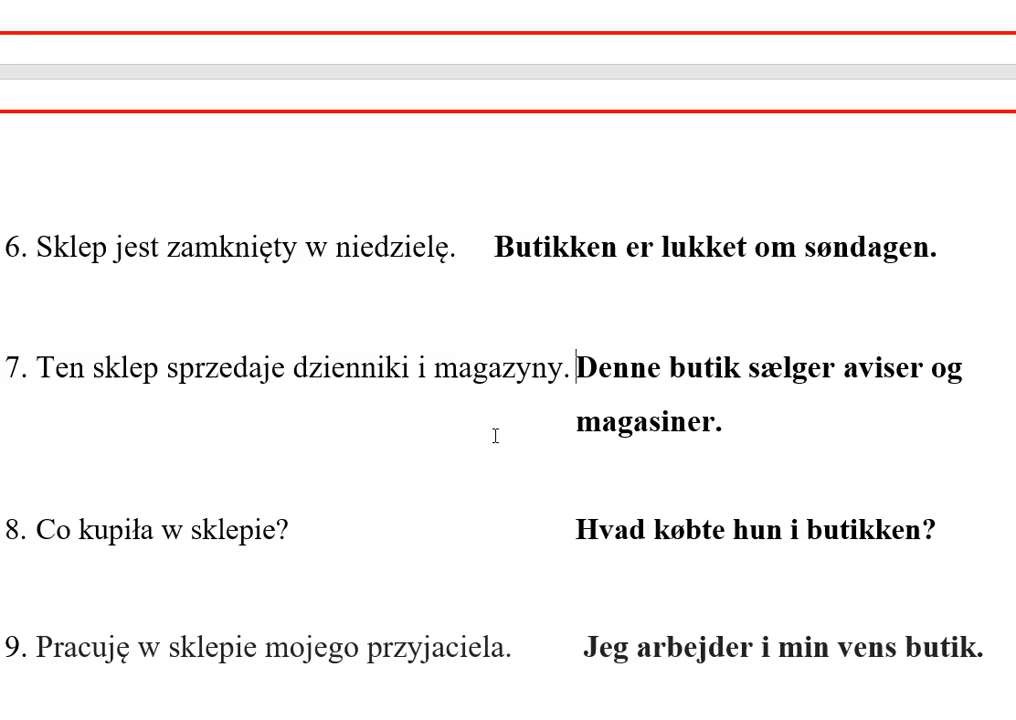 6. Sklep jest zamknięty w niedzielę. Butikken er lukket om søndagen.
7. Ten sklep sprzedaje dzienniki i magazyny. Denne butik sælger aviser og
magasiner.
8. Co kupiła w sklepie? Hvad købte hun i butikken?
9. Pracuję w sklepie mojego przyjaciela. Jeg arbejder i min vens butik.